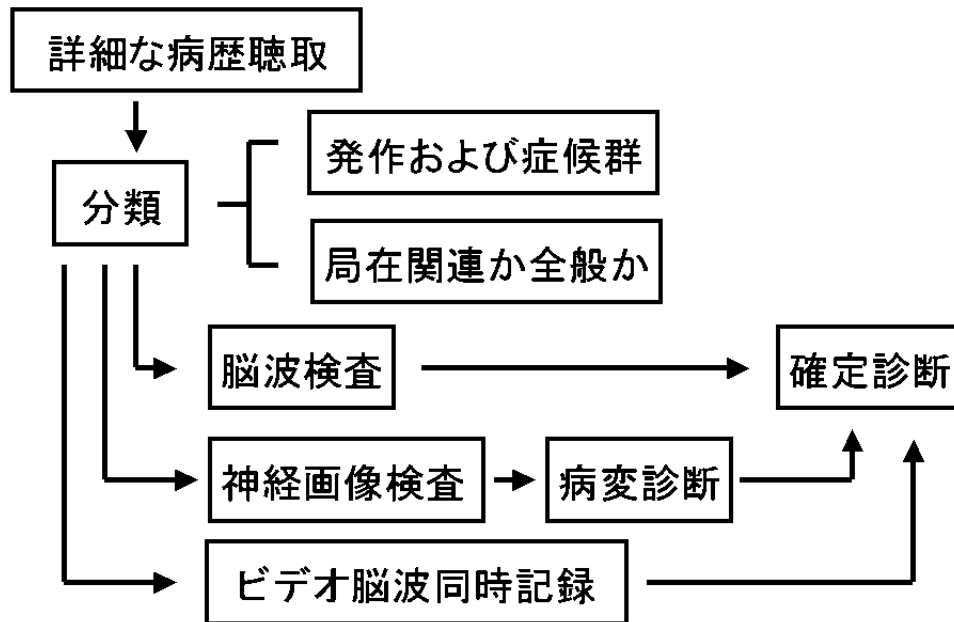 詳細な病歴聴取
発作および症候群
分類
局在関連か全般か
脳波検査
確定診断
神経画像検査
病変診断
ビデオ脳波同時記録